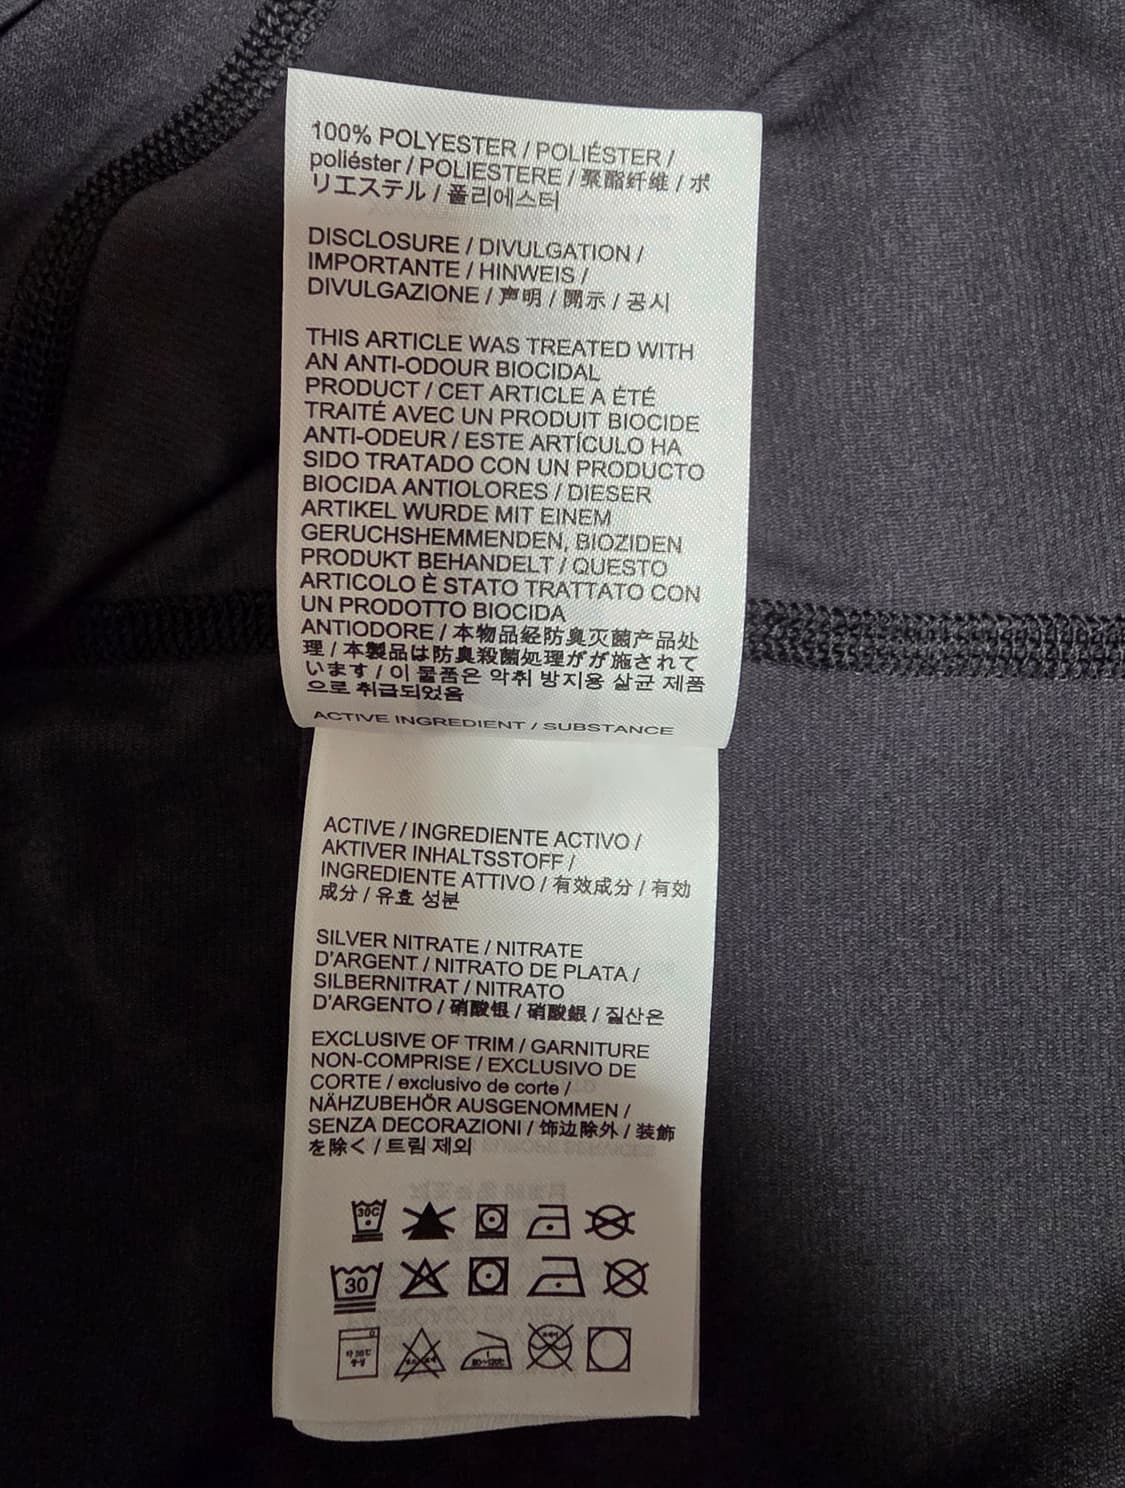 100% POLYESTER / POLIÉSTER /
poliéster / POLIESTERE / 聚酯纤维 / ポ
リエステル / 폴리에스터
DISCLOSURE / DIVULGATION /
IMPORTANTE / HINWEIS /
DIVULGAZIONE / 声明 / 開示 / 공시
THIS ARTICLE WAS TREATED WITH
AN ANTI-ODOUR BIOCIDAL
PRODUCT / CET ARTICLE A ÉTÉ
TRAITÉ AVEC UN PRODUIT BIOCIDE
ANTI-ODEUR / ESTE ARTÍCULO HA
SIDO TRATADO CON UN PRODUCTO
BIOCIDA ANTIOLORES / DIESER
ARTIKEL WURDE MIT EINEM
GERUCHSHEMMENDEN, BIOZIDEN
PRODUKT BEHANDELT / QUESTO
ARTICOLO È STATO TRATTATO CON
UN PRODOTTO BIOCIDA
ANTIODORE / 本物品经防臭灭菌产品处
理 / 本製品は防臭殺菌処理がが施されて
います / 이 물품은 악취 방지용 살균 제품
으로 취급되었음
ACTIVE INGREDIENT / SUBSTANCE
ACTIVE / INGREDIENTE ACTIVO /
AKTIVER INHALTSSTOFF /
INGREDIENTE ATTIVO / 有效成分 / 有効
成分 / 유효 성분
SILVER NITRATE / NITRATE
D'ARGENT / NITRATO DE PLATA /
SILBERNITRAT / NITRATO
D'ARGENTO / 硝酸银 / 硝酸銀 / 질산은
EXCLUSIVE OF TRIM / GARNITURE
NON-COMPRISE / EXCLUSIVO DE
CORTE / exclusivo de corte /
NÄHZUBEHÖR AUSGENOMMEN /
SENZA DECORAZIONI / 饰边除外 / 装飾
を除く / 트림 제외
30C
30